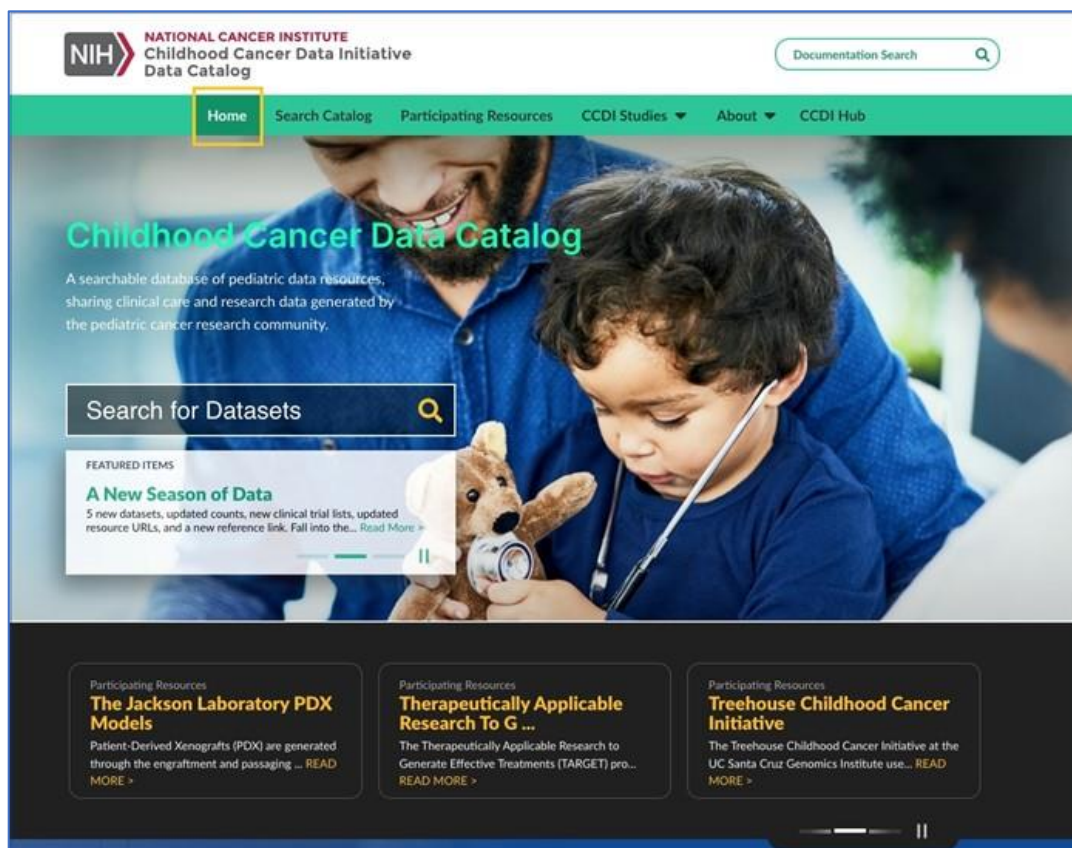 NIH
NATIONAL CANCER INSTITUTE
Childhood Cancer Data Initiative
Data Catalog
Documentation Search
Home
Search Catalog
Participating Resources
CCDI Studies
About
CCDI Hub
Childhood Cancer Data Catalog
A searchable database of pediatric data resources,
sharing clinical care and research data generated by
the pediatric cancer research community.
Search for Datasets
FEATURED ITEMS
A New Season of Data
5 new datasets, updated counts, new clinical trial lists, updated
resource URLs, and a new reference link. Fall into the... Read More >
Participating Resources
The Jackson Laboratory PDX
Models
Patient-Derived Xenografts (PDX) are generated
through the engraftment and passaging ... READ
MORE >
Participating Resources
Therapeutically Applicable
Research To G ...
The Therapeutically Applicable Research to
Generate Effective Treatments (TARGET) pro...
READ MORE >
Participating Resources
Treehouse Childhood Cancer
Initiative
The Treehouse Childhood Cancer Initiative at the
UC Santa Cruz Genomics Institute use... READ
MORE >